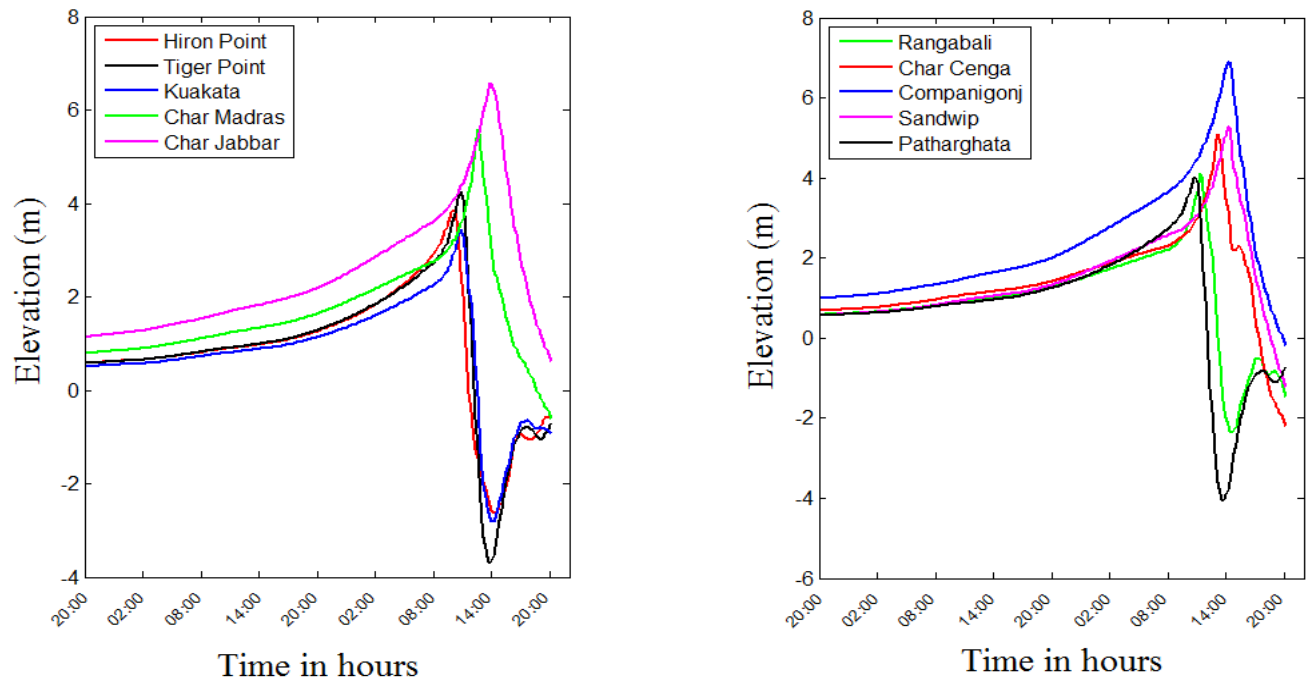 8
6
4
2
0
-2
-4
Elevation (m)
Hiron Point
Tiger Point
Kuakata
Char Madras
Char Jabbar
20:00
02:00
08:00
14:00
20:00
02:00
08:00
14:00
20:00
Time in hours
8
6
4
2
0
-2
-4
-6
Elevation (m)
Rangabali
Char Cenga
Companigonj
Sandwip
Patharghata
20:00
02:00
08:00
14:00
20:00
02:00
08:00
14:00
20:00
Time in hours